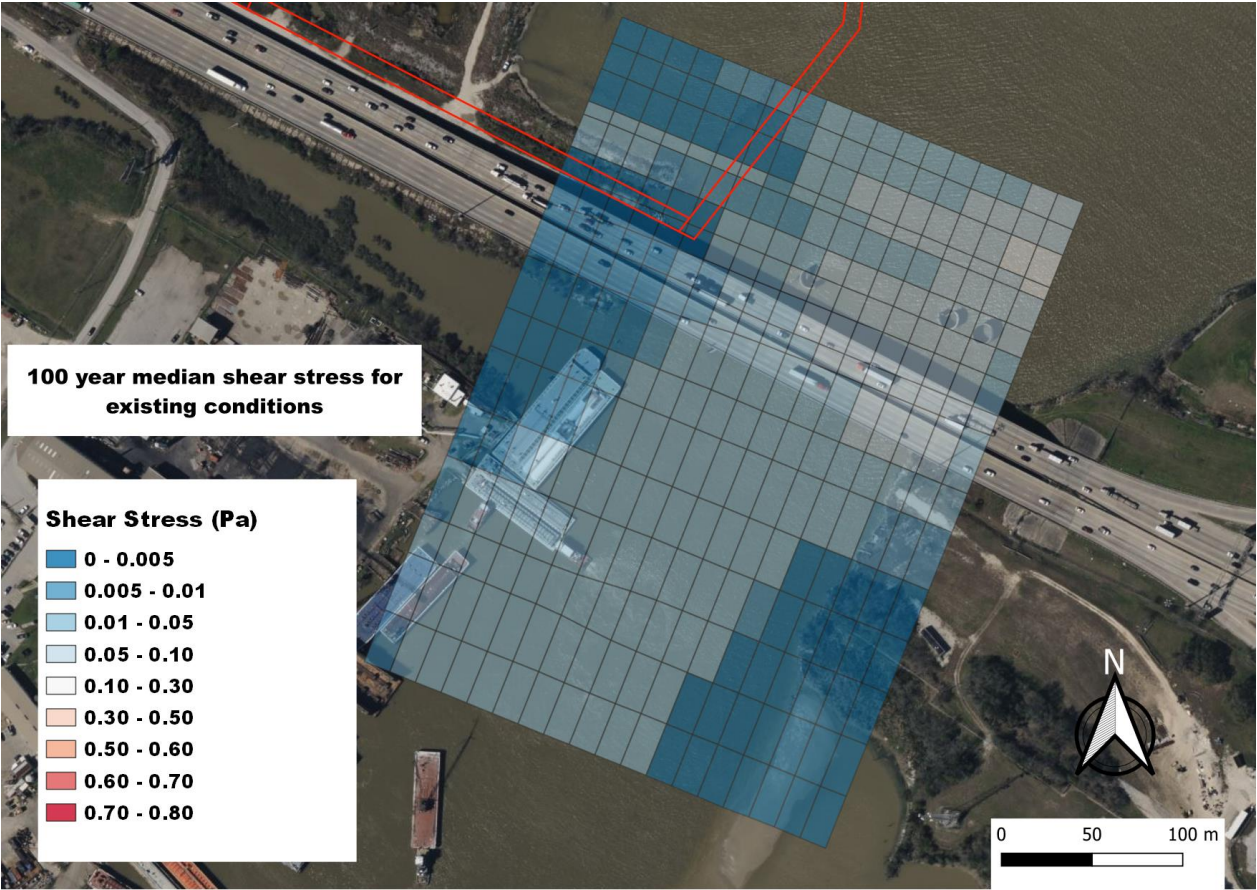 100 year median shear stress for
existing conditions
Shear Stress (Pa)
0 - 0.005
0.005 - 0.01
0.01 - 0.05
0.05 - 0.10
0.10 - 0.30
0.30 - 0.50
0.50 - 0.60
0.60 - 0.70
0.70 - 0.80
N
0 50 100 m